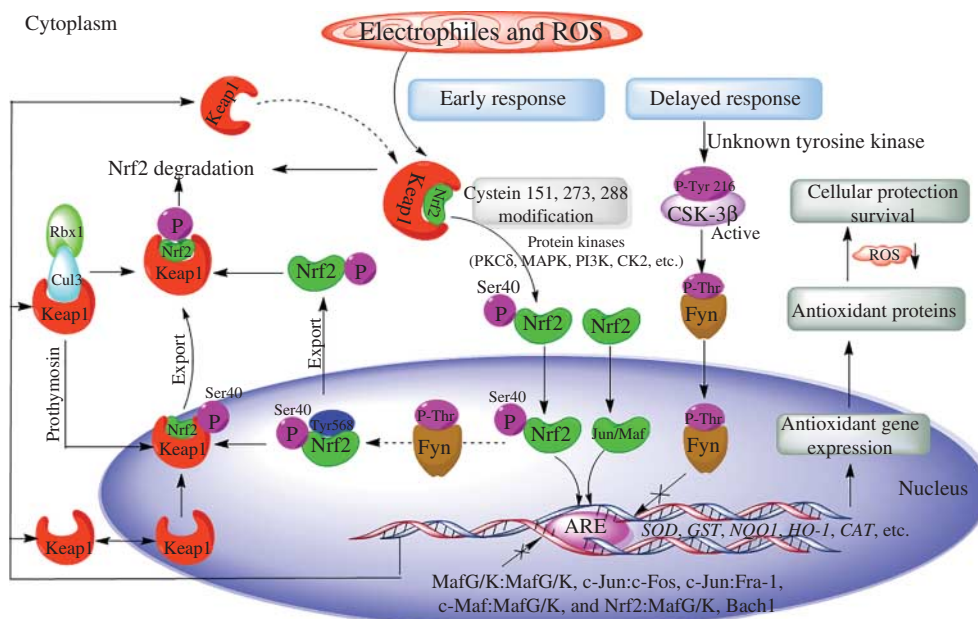 Cytoplasm
Electrophiles and ROS
Early response
Delayed response
Keap1
Unknown tyrosine kinase
Nrf2 degradation
Keap1
Nrf2
Cystein 151, 273, 288
modification
P-Tyr 216
CSK-3β
Active
Cellular protection
survival
ROS
Rbx1
Cul3
Keap1
P
Nrf2
Keap1
Nrf2
P
Protein kinases
(PKCδ, MAPK, PI3K, CK2, etc.)
Ser40
P
Nrf2
Nrf2
P-Thr
Fyn
Antioxidant proteins
Prothymosin
Export
Export
Ser40
P
Nrf2
Keap1
Ser40
P
Tyr568
Nrf2
P-Thr
Fyn
Ser40
P
Nrf2
Jun/Maf
P-Thr
Fyn
Antioxidant gene
expression
Nucleus
Keap1
Keap1
ARE
SOD, GST, NQO1, HO-1, CAT, etc.
MafG/K:MafG/K, c-Jun:c-Fos, c-Jun:Fra-1,
c-Maf:MafG/K, and Nrf2:MafG/K, Bach1